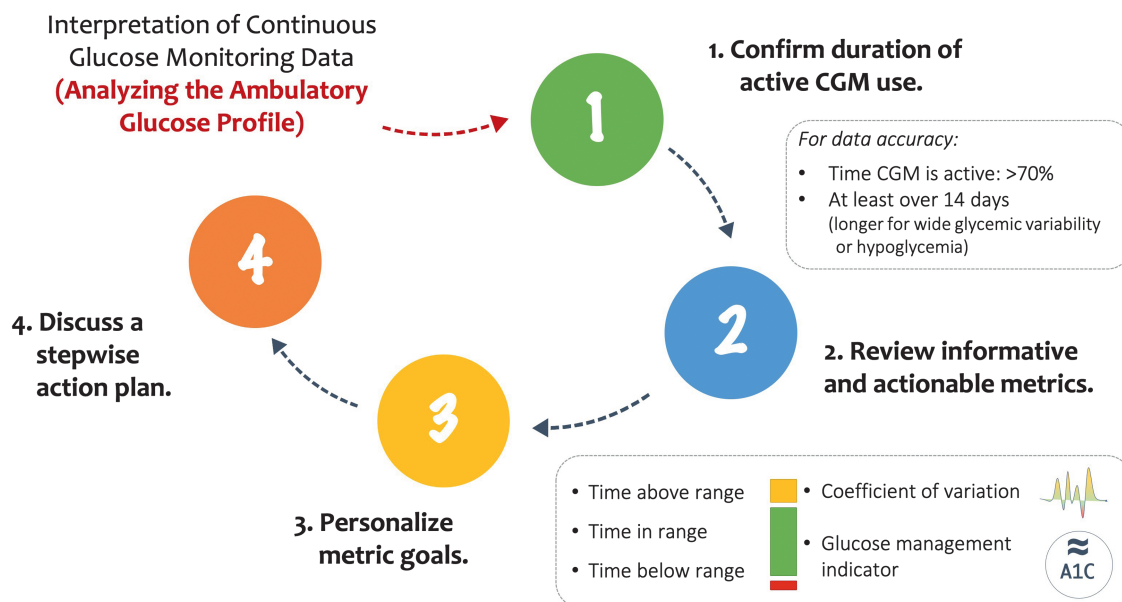 Interpretation of Continuous
Glucose Monitoring Data
(Analyzing the Ambulatory
Glucose Profile)
1
1. Confirm duration of
active CGM use.
For data accuracy:
• Time CGM is active: >70%
• At least over 14 days
(longer for wide glycemic variability
or hypoglycemia)
2
2. Review informative
and actionable metrics.
• Time above range
• Time in range
• Time below range
• Coefficient of variation
• Glucose management
indicator
≈
A1C
3
3. Personalize
metric goals.
4
4. Discuss a
stepwise
action plan.